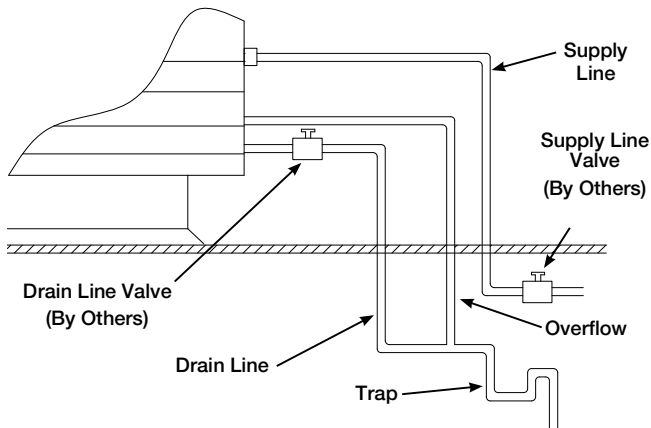 Supply
Line
Supply Line
Valve
(By Others)
Drain Line Valve
(By Others)
Overflow
Drain Line
Trap